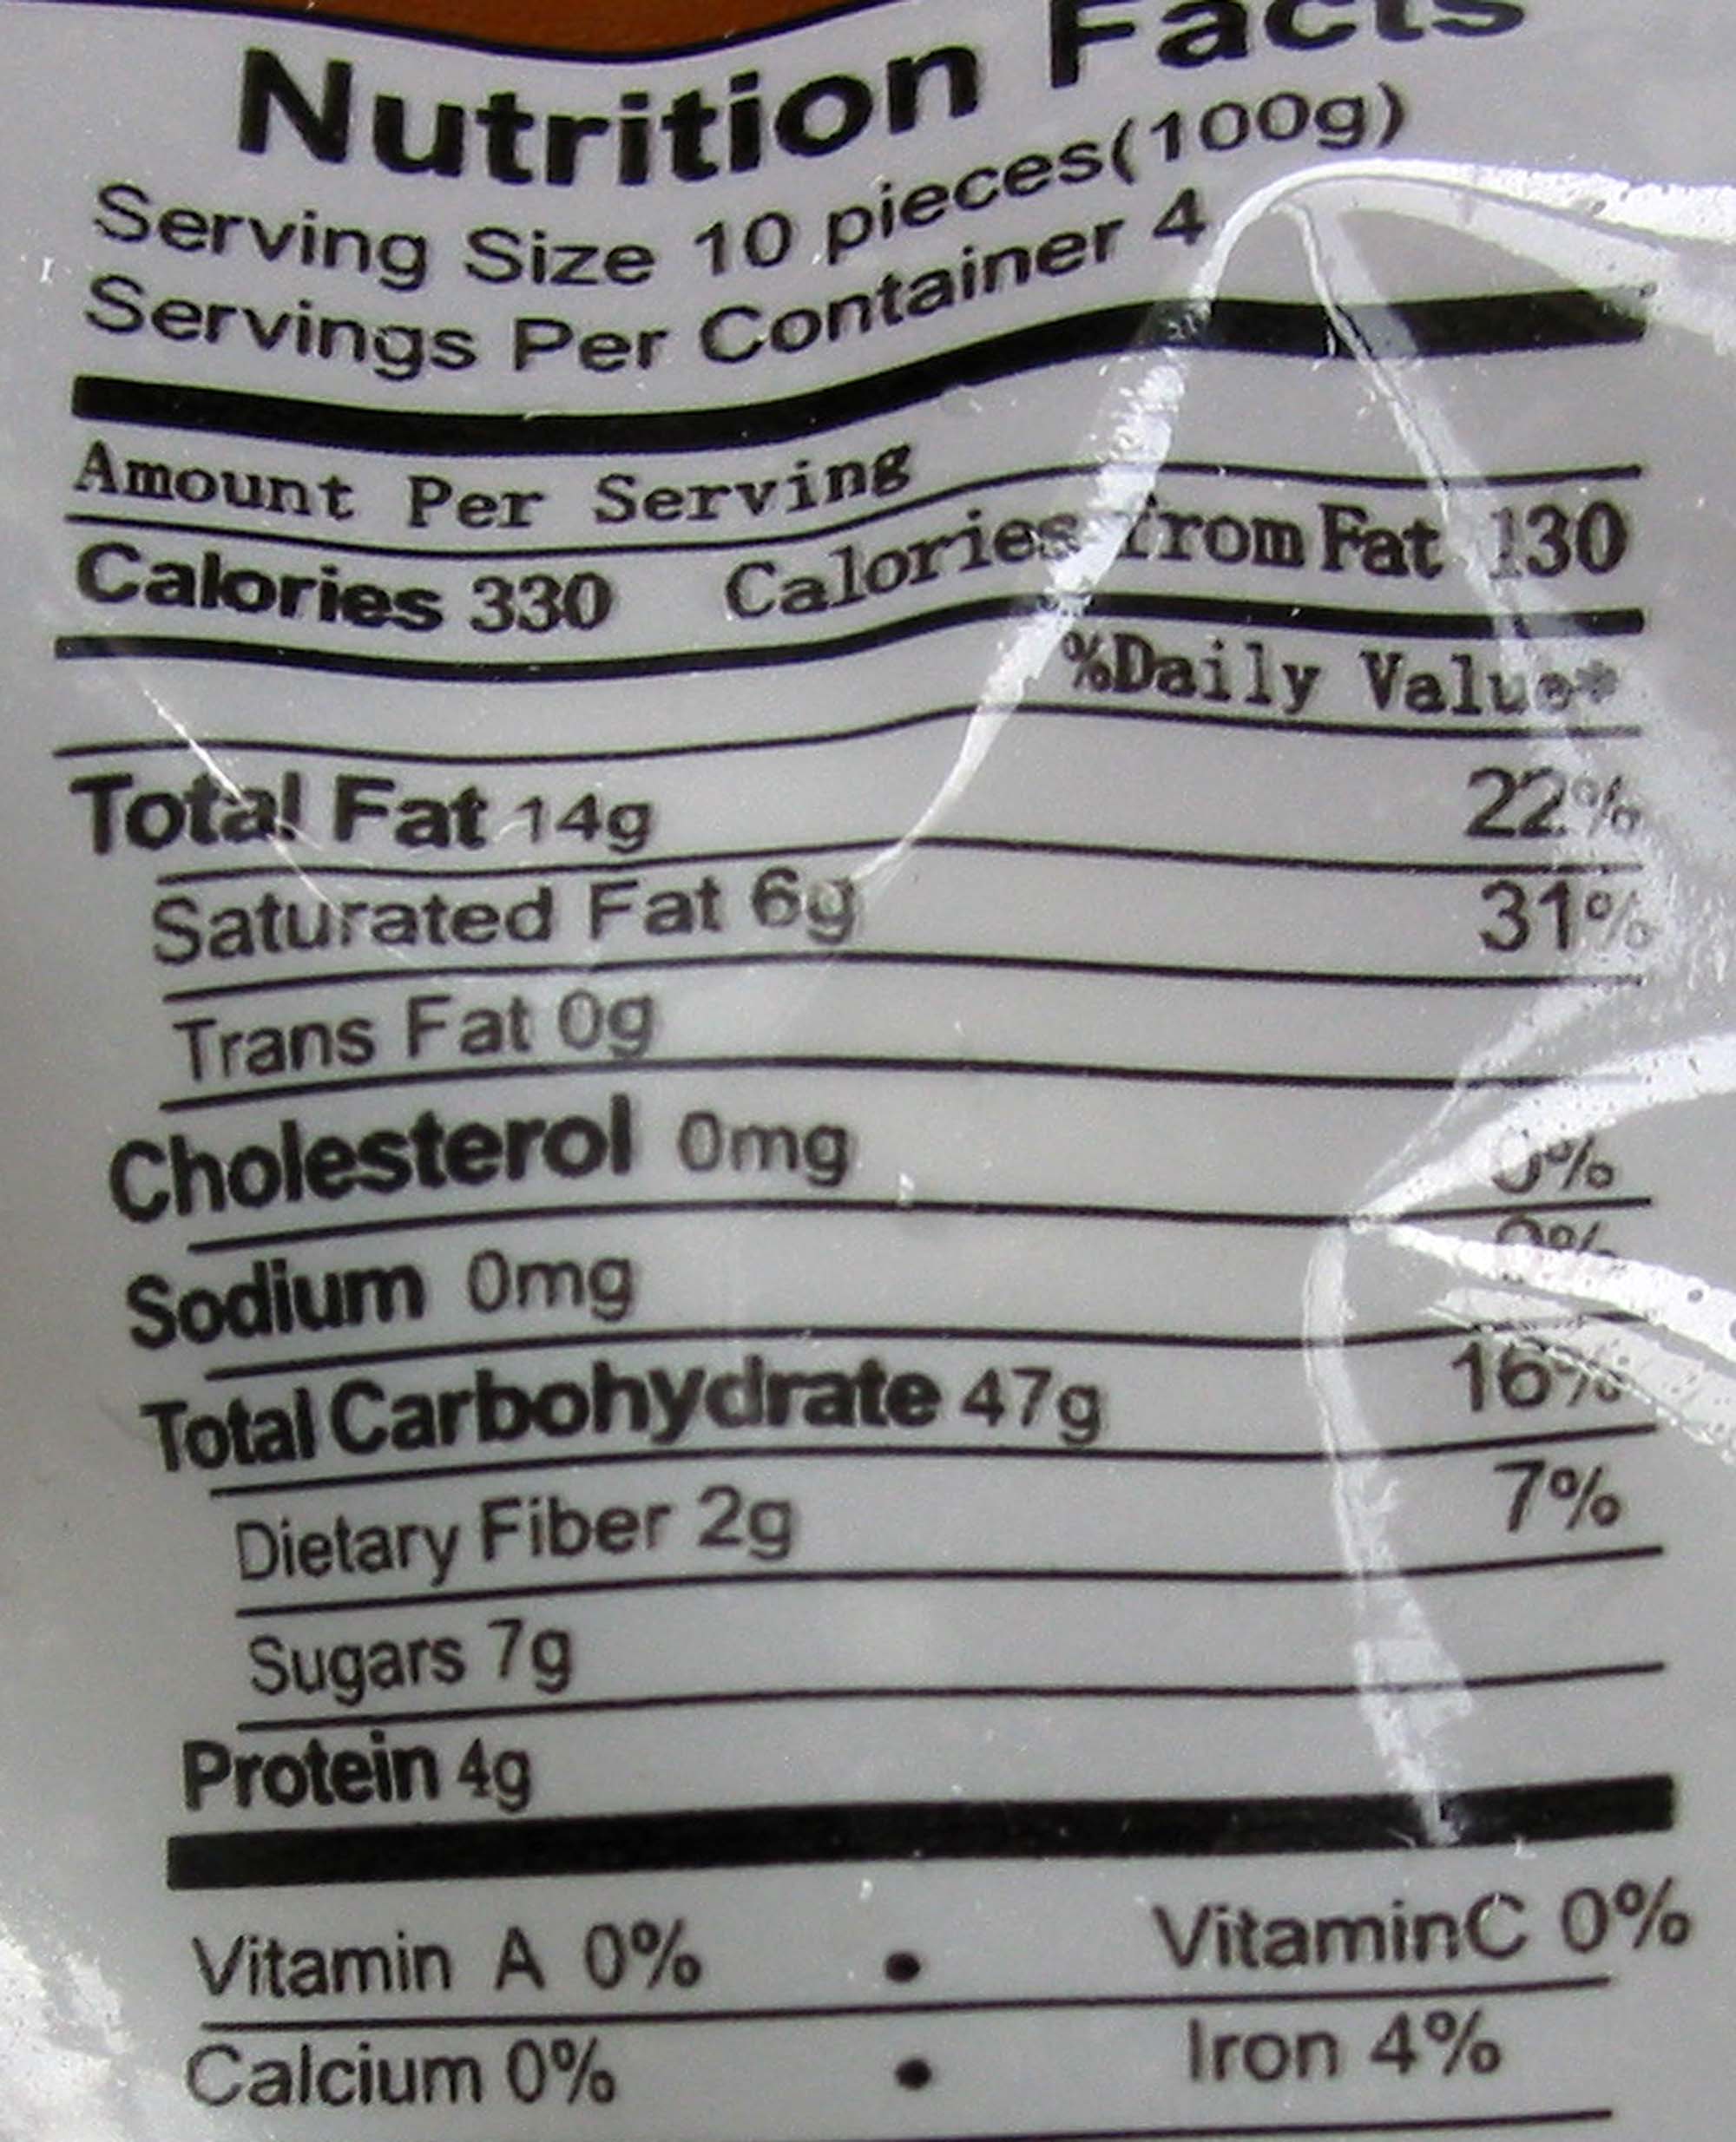 Nutrition Facts
Serving Size 10 pieces(100g)
Servings Per Container 4
Amount Per Serving
Calories 330 Calories from Fat 130
%Daily Value*
Total Fat 14g 22%
Saturated Fat 6g 31%
Trans Fat 0g
Cholesterol 0mg 0%
Sodium 0mg 0%
Total Carbohydrate 47g 16%
Dietary Fiber 2g 7%
Sugars 7g
Protein 4g
Vitamin A 0% • VitaminC 0%
Calcium 0% • Iron 4%